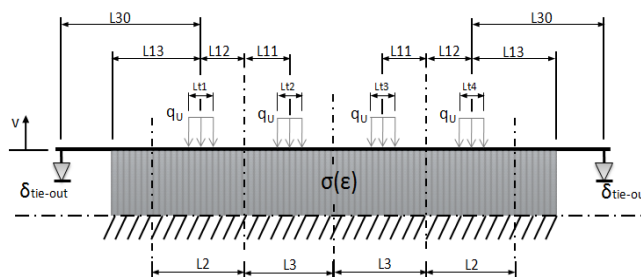 L30 L30
L13 L12 L11 L11 L12 L13
Lt1 Lt2 Lt3 Lt4
qU qU qU qU
v
σ(ε)
δtie-out δtie-out
L2 L3 L3 L2